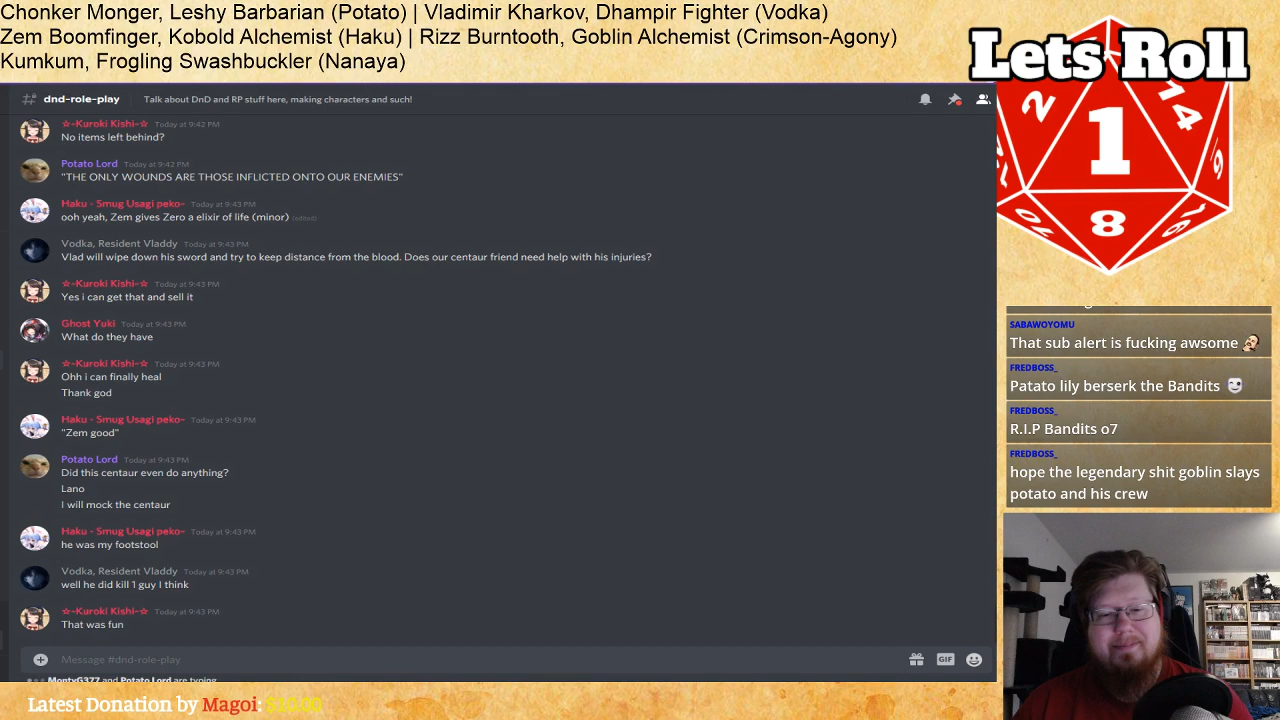 Chonker Monger, Leshy Barbarian (Potato) | Vladimir Kharkov, Dhampir Fighter (Vodka)
Zem Boomfinger, Kobold Alchemist (Haku) | Rizz Burntooth, Goblin Alchemist (Crimson-Agony)
Kumkum, Frogling Swashbuckler (Nanaya)
Lets Roll
2
14
1
8
dnd-role-play Talk about DnD and RP stuff here, making characters and such!
☆~Kuroki Kishi~☆ Today at 9:42 PM
No items left behind?
Potato Lord Today at 9:42 PM
"THE ONLY WOUNDS ARE THOSE INFLICTED ONTO OUR ENEMIES"
Haku - Smug Usagi peko~ Today at 9:43 PM
ooh yeah, Zem gives Zero a elixir of life (minor) (edited)
Vodka, Resident Vladdy Today at 9:43 PM
Vlad will wipe down his sword and try to keep distance from the blood. Does our centaur friend need help with his injuries?
☆~Kuroki Kishi~☆ Today at 9:43 PM
Yes i can get that and sell it
Ghost Yuki Today at 9:43 PM
What do they have
☆~Kuroki Kishi~☆ Today at 9:43 PM
Ohh i can finally heal
Thank god
Haku - Smug Usagi peko~ Today at 9:43 PM
"Zem good"
Potato Lord Today at 9:43 PM
Did this centaur even do anything?
Lano
I will mock the centaur
Haku - Smug Usagi peko~ Today at 9:43 PM
he was my footstool
Vodka, Resident Vladdy Today at 9:43 PM
well he did kill 1 guy I think
☆~Kuroki Kishi~☆ Today at 9:43 PM
That was fun
Message #dnd-role-play
GIF
MontyG377 and Potato Lord are typing
SABAWOYOMU
That sub alert is fucking awsome
FREDBOSS_
Patato lily berserk the Bandits
FREDBOSS_
R.I.P Bandits o7
FREDBOSS_
hope the legendary shit goblin slays
potato and his crew
Latest Donation by Magoi: $10.00